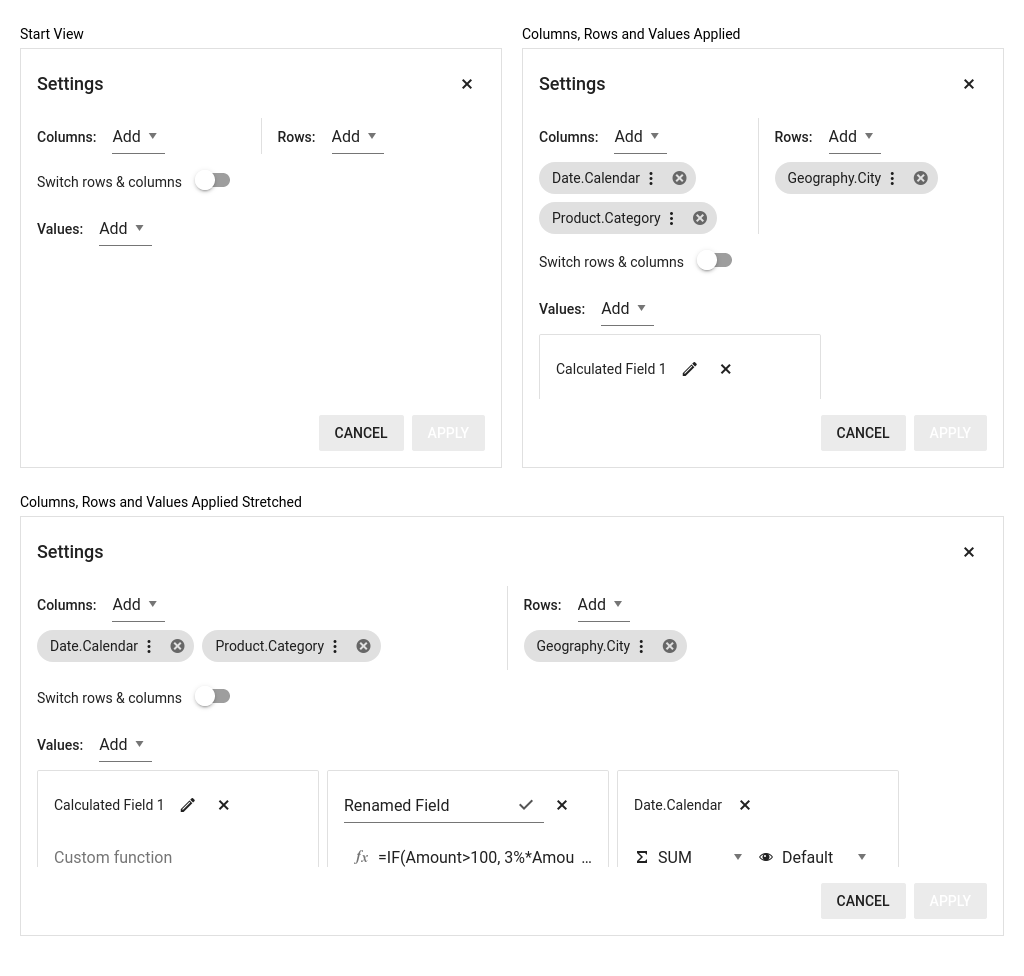 Start View
Settings
Columns: Add
Rows: Add
Switch rows & columns
Values: Add
CANCEL APPLY
Columns, Rows and Values Applied
Settings
Columns: Add
Rows: Add
Date.Calendar
Geography.City
Product.Category
Switch rows & columns
Values: Add
Calculated Field 1
CANCEL APPLY
Columns, Rows and Values Applied Stretched
Settings
Columns: Add
Rows: Add
Date.Calendar Product.Category
Geography.City
Switch rows & columns
Values: Add
Calculated Field 1
Custom function
Renamed Field
fx =IF(Amount>100, 3%*Amou ...
Date.Calendar
Σ SUM Default
CANCEL APPLY